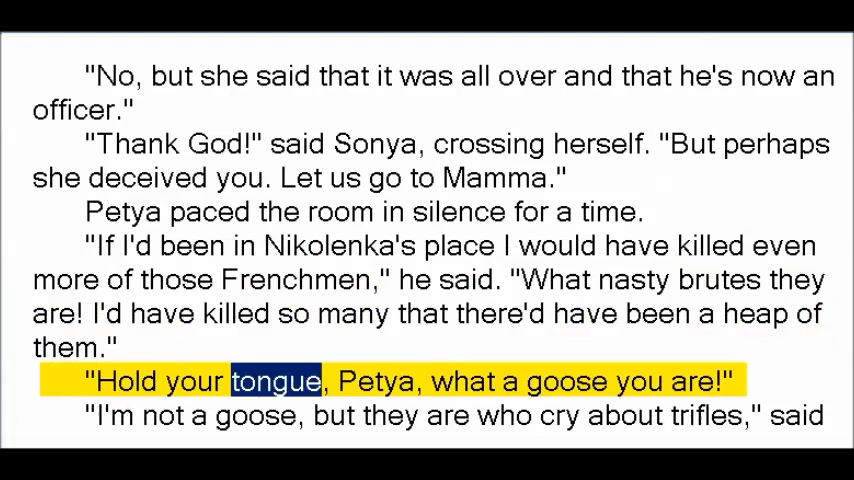 "No, but she said that it was all over and that he's now an
officer."
"Thank God!" said Sonya, crossing herself. "But perhaps
she deceived you. Let us go to Mamma."
Petya paced the room in silence for a time.
"If I'd been in Nikolenka's place I would have killed even
more of those Frenchmen," he said. "What nasty brutes they
are! I'd have killed so many that there'd have been a heap of
them."
"Hold your tongue, Petya, what a goose you are!"
"I'm not a goose, but they are who cry about trifles," said